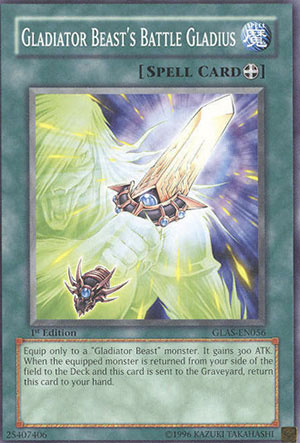 GLADIATOR BEAST'S BATTLE GLADIUS
魔
[SPELL CARD]
1st Edition
GLAS-EN056
Equip only to a "Gladiator Beast" monster. It gains 300 ATK.
When the equipped monster is returned from your side of the
field to the Deck and this card is sent to the Graveyard, return
this card to your hand.
25407406
©1996 KAZUKI TAKAHASHI